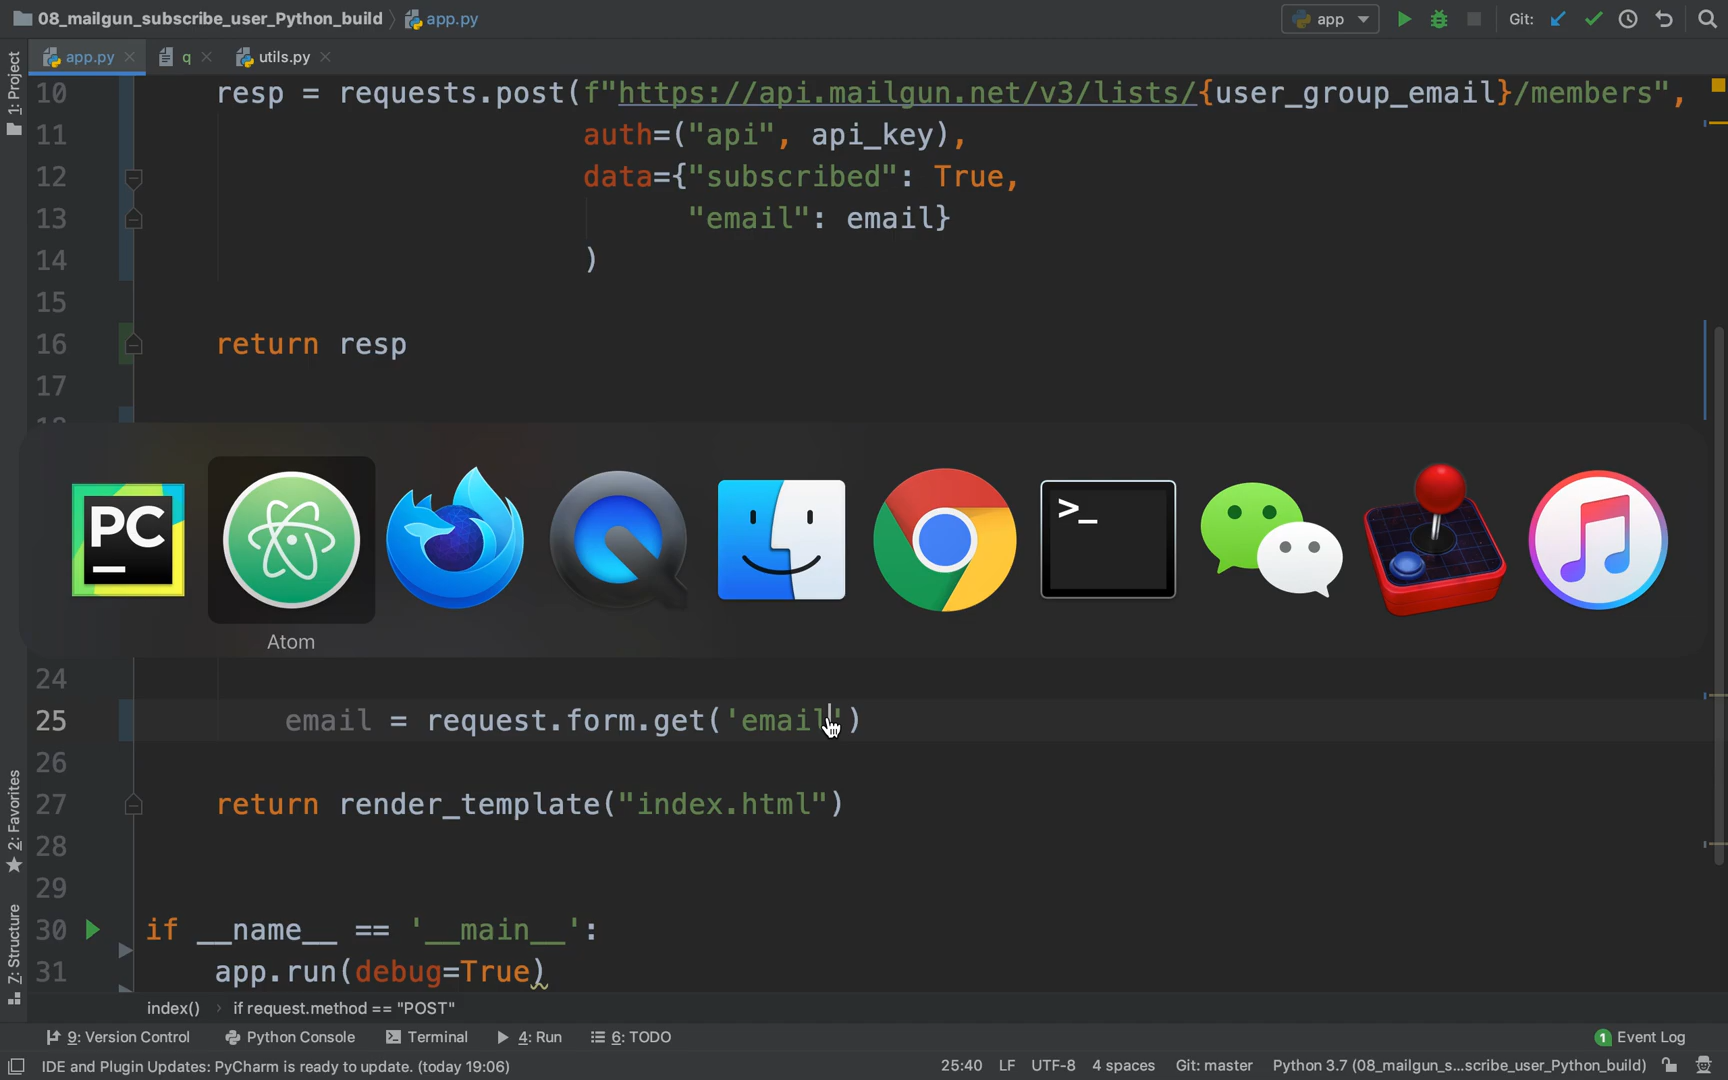 08_mailgun_subscribe_user_Python_build app.py app Git:
app.py q utils.py
1: Project
10 resp = requests.post(f"https://api.mailgun.net/v3/lists/{user_group_email}/members",
11 auth=("api", api_key),
12 data={"subscribed": True,
13 "email": email}
14 )
15
16 return resp
17
PC >_
Atom
24
25 email = request.form.get('email')
26
27 return render_template("index.html")
28
29
30 if __name__ == '__main__':
31 app.run(debug=True)
2: Favorites
7: Structure
index() › if request.method == "POST"
9: Version Control Python Console Terminal 4: Run 6: TODO 1 Event Log
IDE and Plugin Updates: PyCharm is ready to update. (today 19:06) 25:40 LF UTF-8 4 spaces Git: master Python 3.7 (08_mailgun_s...scribe_user_Python_build)